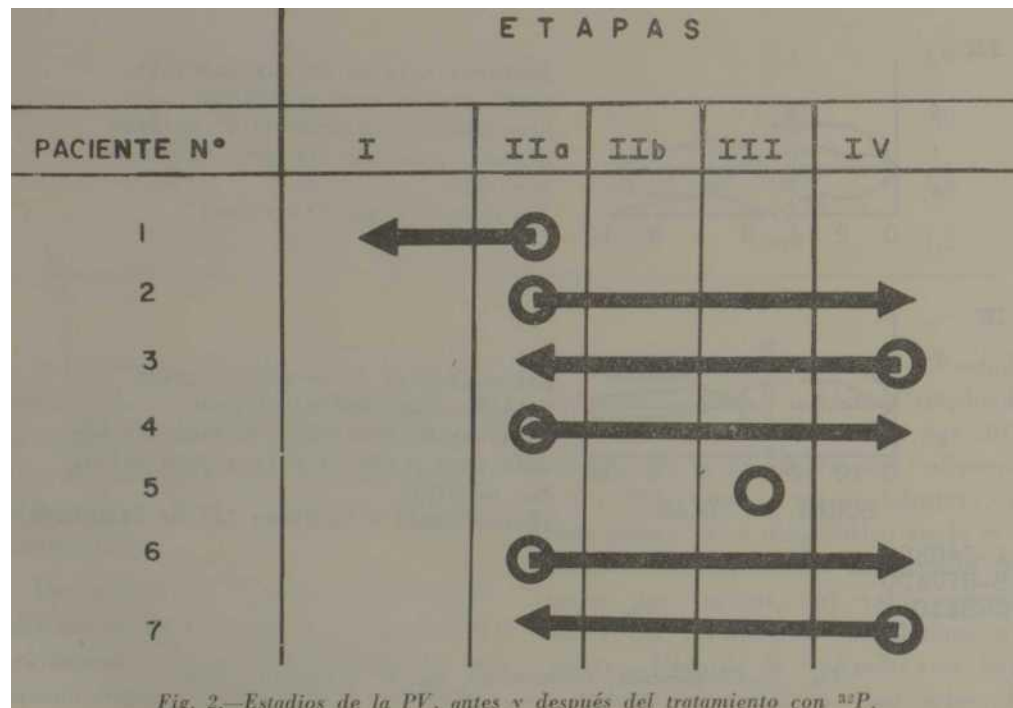 ETAPAS
PACIENTE Nº I IIa IIb III IV
1
2
3
4
5
6
7
Fig. 2.—Estadios de la PV, antes y después del tratamiento con ³²P.